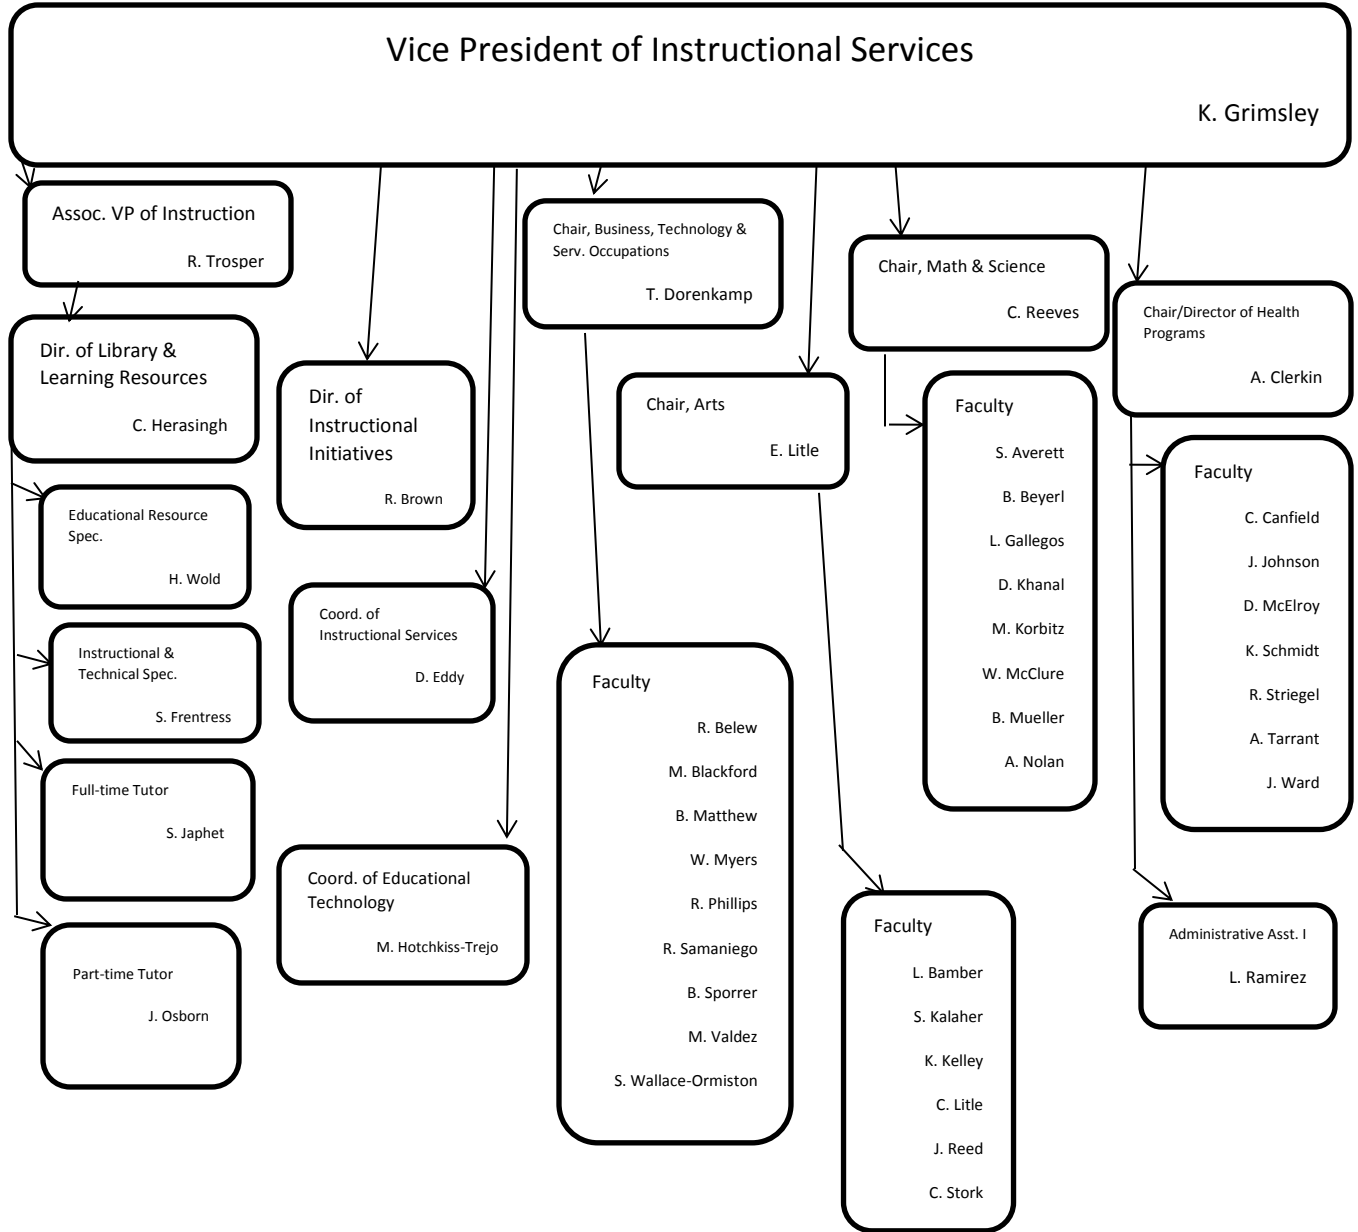 Vice President of Instructional Services
K. Grimsley
Assoc. VP of Instruction
R. Trosper
Dir. of Library &
Learning Resources
C. Herasingh
Educational Resource
Spec.
H. Wold
Instructional &
Technical Spec.
S. Frentress
Full-time Tutor
S. Japhet
Part-time Tutor
J. Osborn
Dir. of
Instructional
Initiatives
R. Brown
Coord. of
Instructional Services
D. Eddy
Coord. of Educational
Technology
M. Hotchkiss-Trejo
Chair, Business, Technology &
Serv. Occupations
T. Dorenkamp
Faculty
R. Belew
M. Blackford
B. Matthew
W. Myers
R. Phillips
R. Samaniego
B. Sporrer
M. Valdez
S. Wallace-Ormiston
Chair, Arts
E. Litle
Faculty
L. Bamber
S. Kalaher
K. Kelley
C. Litle
J. Reed
C. Stork
Chair, Math & Science
C. Reeves
Faculty
S. Averett
B. Beyerl
L. Gallegos
D. Khanal
M. Korbitz
W. McClure
B. Mueller
A. Nolan
Chair/Director of Health
Programs
A. Clerkin
Faculty
C. Canfield
J. Johnson
D. McElroy
K. Schmidt
R. Striegel
A. Tarrant
J. Ward
Administrative Asst. I
L. Ramirez